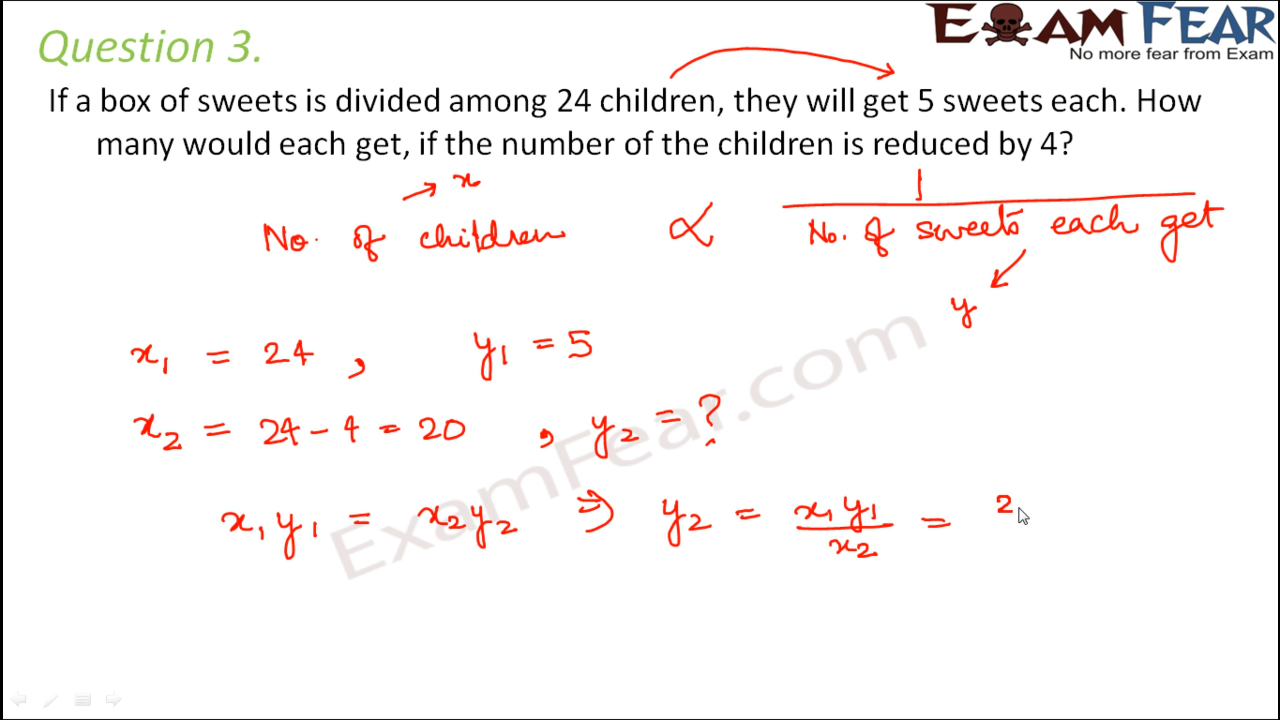 Question 3.
EXAM FEAR
No more fear from Exam
If a box of sweets is divided among 24 children, they will get 5 sweets each. How
many would each get, if the number of the children is reduced by 4?
→ x
1
No. of children ∝ No. of sweets each get
y
x₁ = 24 , y₁ = 5
x₂ = 24 - 4 = 20 , y₂ = ?
x₁y₁ = x₂y₂ ⇒ y₂ = x₁y₁/x₂ = 2
ExamFear.com